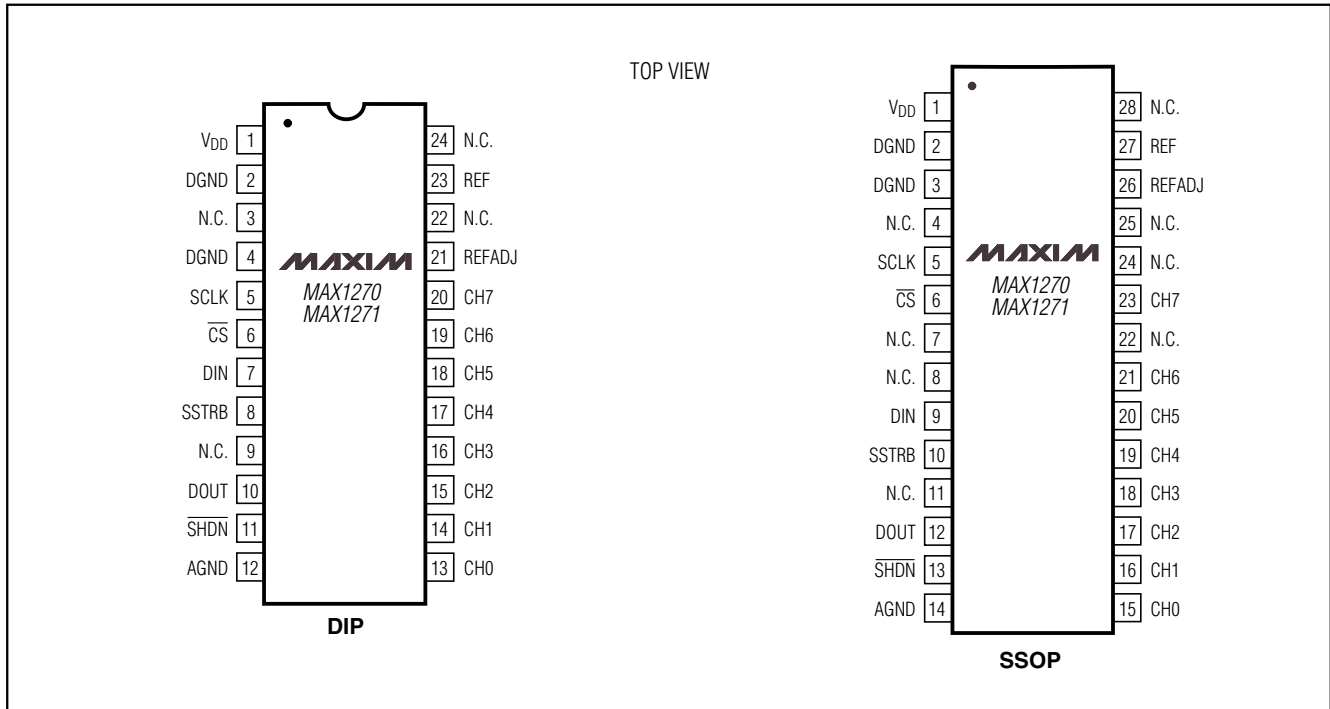 TOP VIEW
VDD 1
DGND 2
N.C. 3
DGND 4
SCLK 5
CS 6
DIN 7
SSTRB 8
N.C. 9
DOUT 10
SHDN 11
AGND 12
MAXIM
MAX1270
MAX1271
24 N.C.
23 REF
22 N.C.
21 REFADJ
20 CH7
19 CH6
18 CH5
17 CH4
16 CH3
15 CH2
14 CH1
13 CH0
DIP
VDD 1
DGND 2
DGND 3
N.C. 4
SCLK 5
CS 6
N.C. 7
N.C. 8
DIN 9
SSTRB 10
N.C. 11
DOUT 12
SHDN 13
AGND 14
MAXIM
MAX1270
MAX1271
28 N.C.
27 REF
26 REFADJ
25 N.C.
24 N.C.
23 CH7
22 N.C.
21 CH6
20 CH5
19 CH4
18 CH3
17 CH2
16 CH1
15 CH0
SSOP